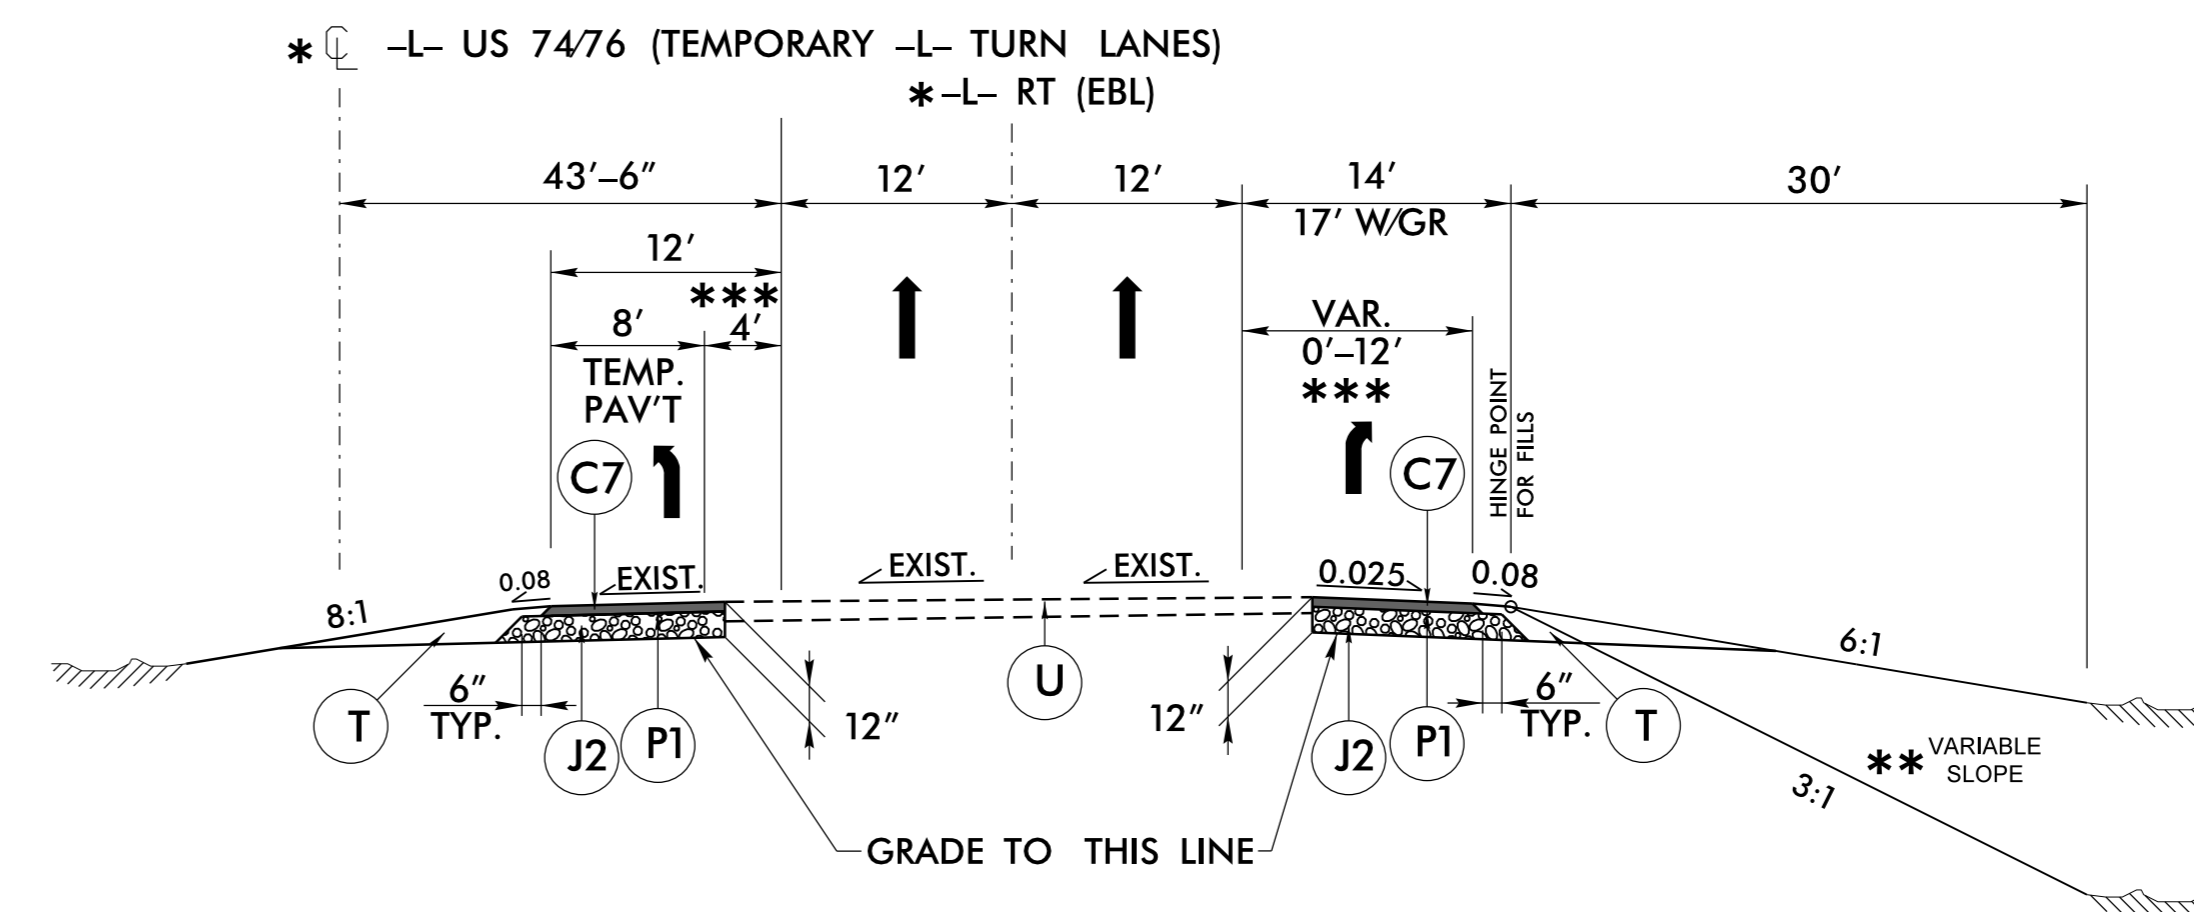 * CL –L– US 74/76 (TEMPORARY –L– TURN LANES)
*–L– RT (EBL)
43'–6"
12'
12'
14'
17' W/GR
30'
12'
***
8'
4'
TEMP.
PAV'T
VAR.
0'–12'
***
HINGE POINT
FOR FILLS
C7
C7
8:1
0.08
EXIST.
EXIST.
EXIST.
0.025
0.08
6:1
T
6"
TYP.
J2
P1
12"
U
12"
J2
P1
6"
TYP.
T
3:1
** VARIABLE
SLOPE
GRADE TO THIS LINE